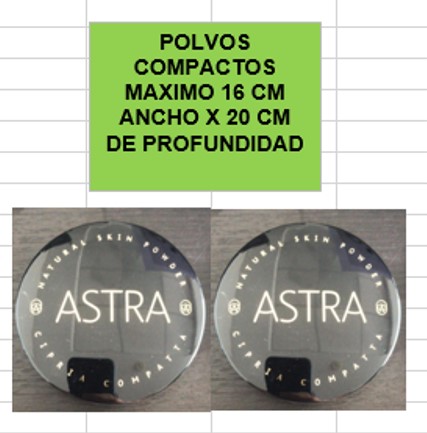 POLVOS
COMPACTOS
MAXIMO 16 CM
ANCHO X 20 CM
DE PROFUNDIDAD
NATURAL SKIN POWDER
ASTRA
CIPRIA COMPATTA
NATURAL SKIN POWDER
ASTRA
CIPRIA COMPATTA